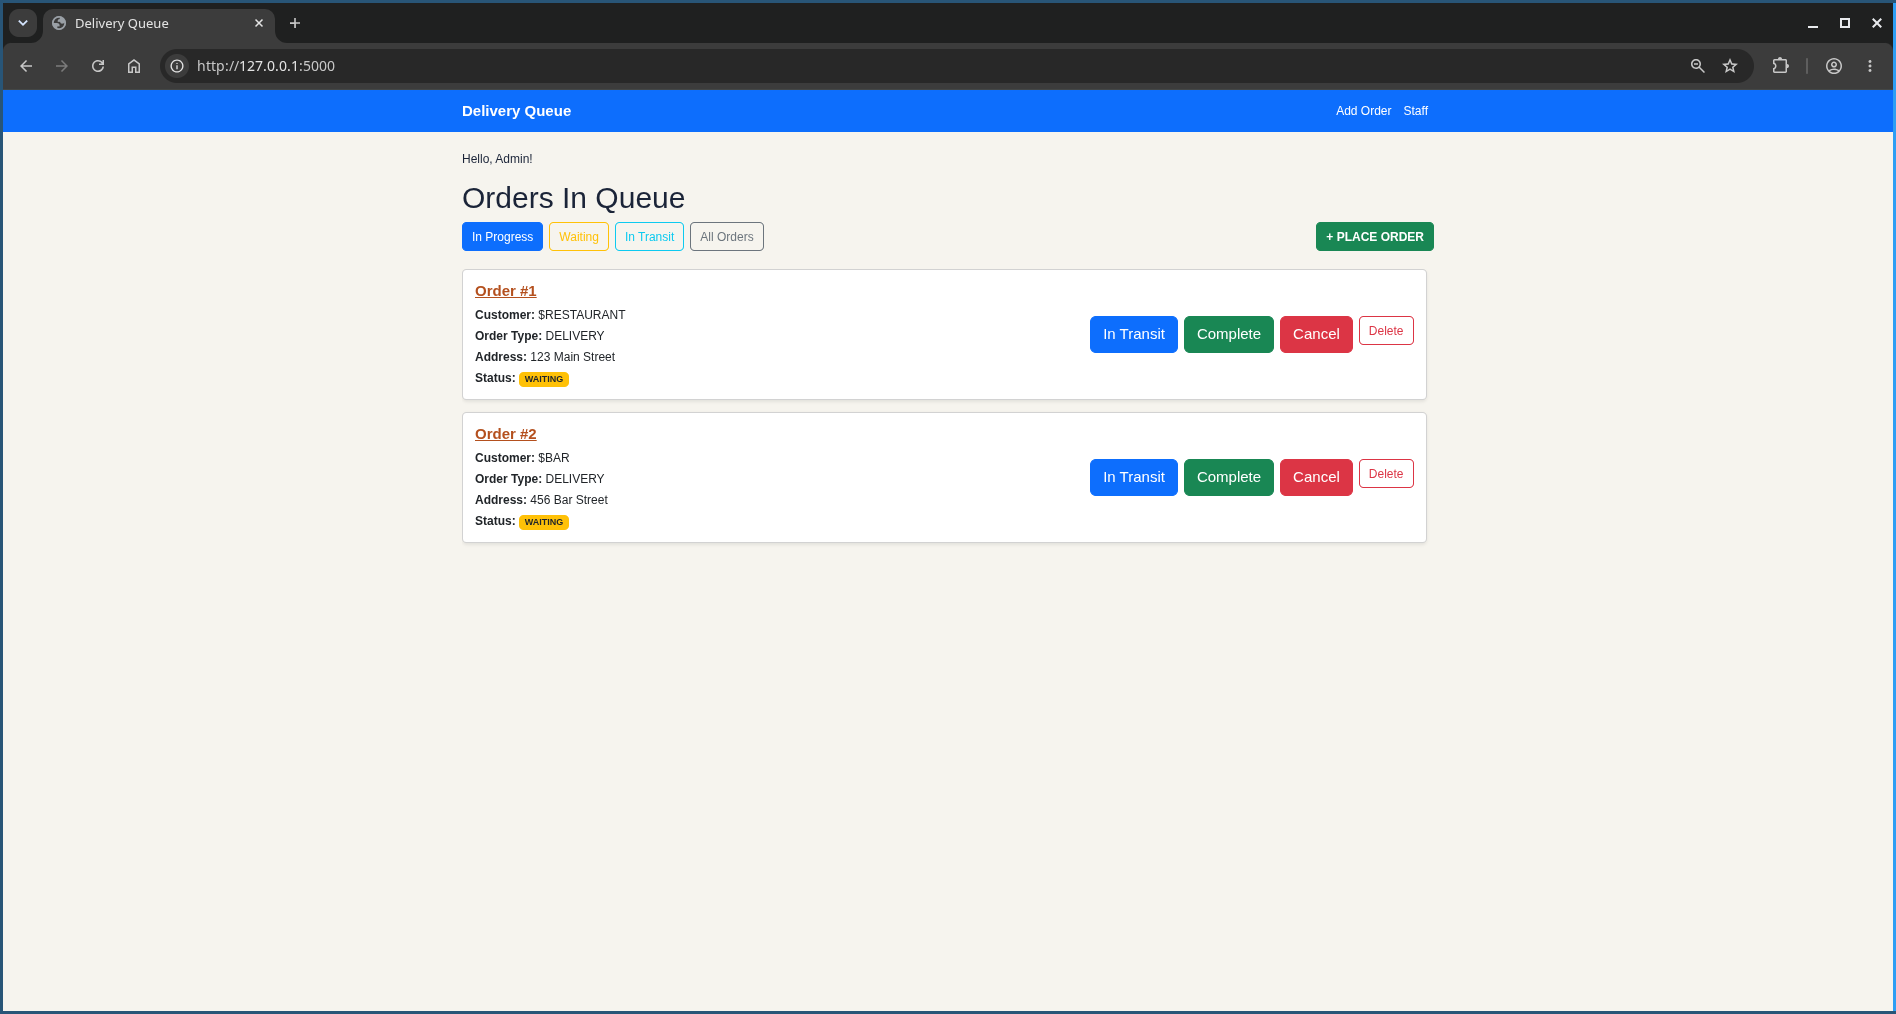 Delivery Queue
http://127.0.0.1:5000
Delivery Queue Add Order Staff
Hello, Admin!
Orders In Queue
In Progress Waiting In Transit All Orders + PLACE ORDER
Order #1
Customer: $RESTAURANT
Order Type: DELIVERY
Address: 123 Main Street
Status: WAITING
In Transit Complete Cancel Delete
Order #2
Customer: $BAR
Order Type: DELIVERY
Address: 456 Bar Street
Status: WAITING
In Transit Complete Cancel Delete